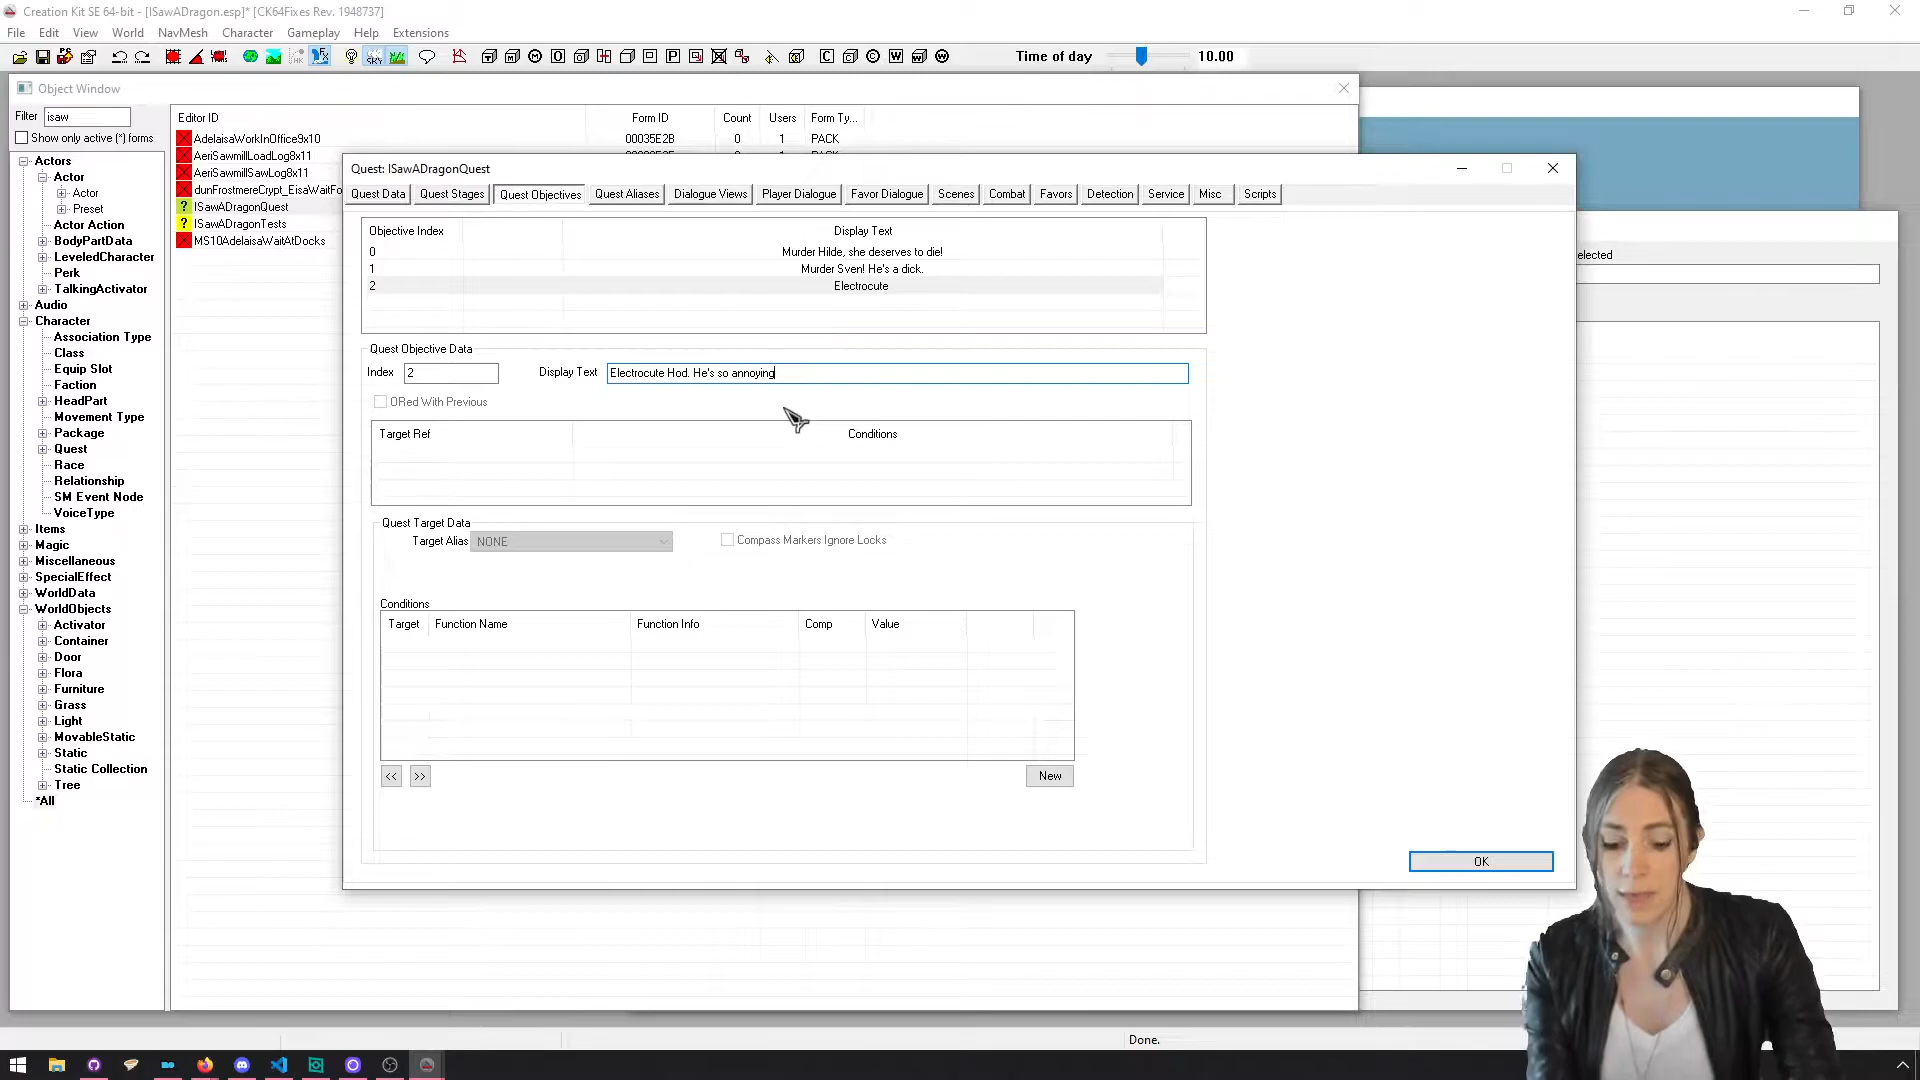 Creation Kit SE 64-bit - [ISawADragon.esp]* [CK64Fixes Rev. 1948737]
File Edit View World NavMesh Character Gameplay Help Extensions
Time of day 10.00
Object Window
Filter isaw
Show only active (*) forms
Actors
Actor
Actor
Preset
Actor Action
BodyPartData
LeveledCharacter
Perk
TalkingActivator
Audio
Character
Association Type
Class
Equip Slot
Faction
HeadPart
Movement Type
Package
Quest
Race
Relationship
SM Event Node
VoiceType
Items
Magic
Miscellaneous
SpecialEffect
WorldData
WorldObjects
Activator
Container
Door
Flora
Furniture
Grass
Light
MovableStatic
Static
Static Collection
Tree
*All
Editor ID Form ID Count Users Form Ty...
AdelaisaWorkInOffice9x10 00035E2B 0 1 PACK
AeriSawmillLoadLog8x11
AeriSawmillSawLog8x11
dunFrostmereCrypt_EisaWaitFo
ISawADragonQuest
ISawADragonTests
MS10AdelaisaWaitAtDocks
Quest: ISawADragonQuest
Quest Data Quest Stages Quest Objectives Quest Aliases Dialogue Views Player Dialogue Favor Dialogue Scenes Combat Favors Detection Service Misc Scripts
Objective Index Display Text
0 Murder Hilde, she deserves to die!
1 Murder Sven! He's a dick.
2 Electrocute
Quest Objective Data
Index 2 Display Text Electrocute Hod. He's so annoying
ORed With Previous
Target Ref Conditions
Quest Target Data
Target Alias NONE Compass Markers Ignore Locks
Conditions
Target Function Name Function Info Comp Value
<< >> New
OK
elected
Done.